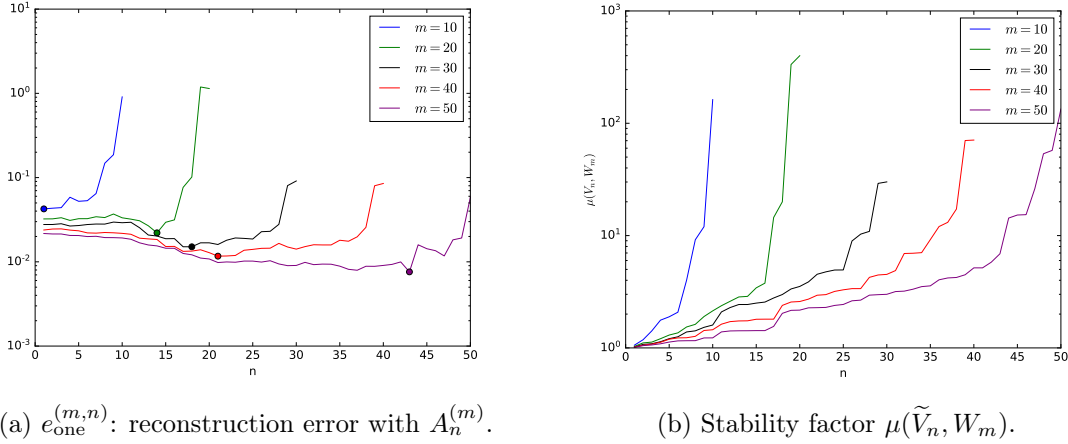 10^1
10^0
10^{-1}
10^{-2}
10^{-3}
0 5 10 15 20 25 30 35 40 45 50
n
m = 10
m = 20
m = 30
m = 40
m = 50
10^3
10^2
10^1
10^0
μ(Ṽ_n, W_m)
0 5 10 15 20 25 30 35 40 45 50
n
m = 10
m = 20
m = 30
m = 40
m = 50
(a) e_{one}^{(m,n)}: reconstruction error with A_n^{(m)}.
(b) Stability factor μ(Ṽ_n, W_m).